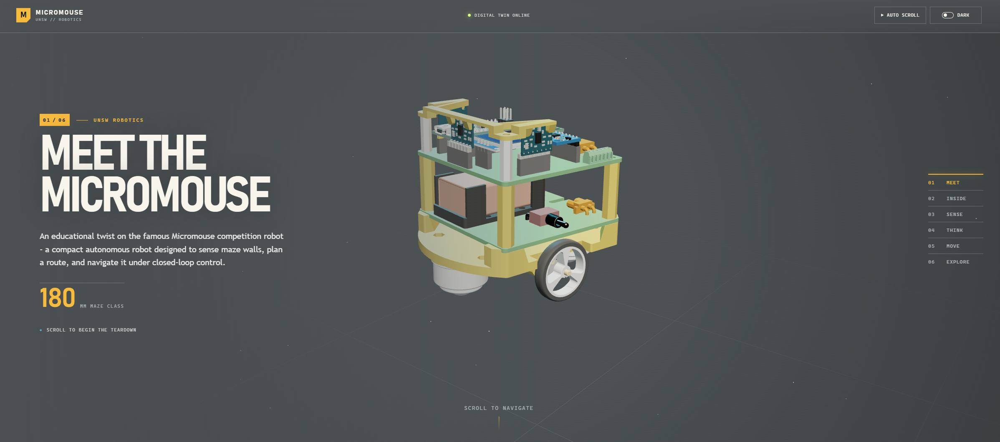 M
MICROMOUSE
UNSW // ROBOTICS
DIGITAL TWIN ONLINE
AUTO SCROLL
DARK
01 / 06
UNSW ROBOTICS
MEET THE
MICROMOUSE
An educational twist on the famous Micromouse competition robot
- a compact autonomous robot designed to sense maze walls, plan
a route, and navigate it under closed-loop control.
180 MM MAZE CLASS
SCROLL TO BEGIN THE TEARDOWN
01 MEET
02 INSIDE
03 SENSE
04 THINK
05 MOVE
06 EXPLORE
SCROLL TO NAVIGATE